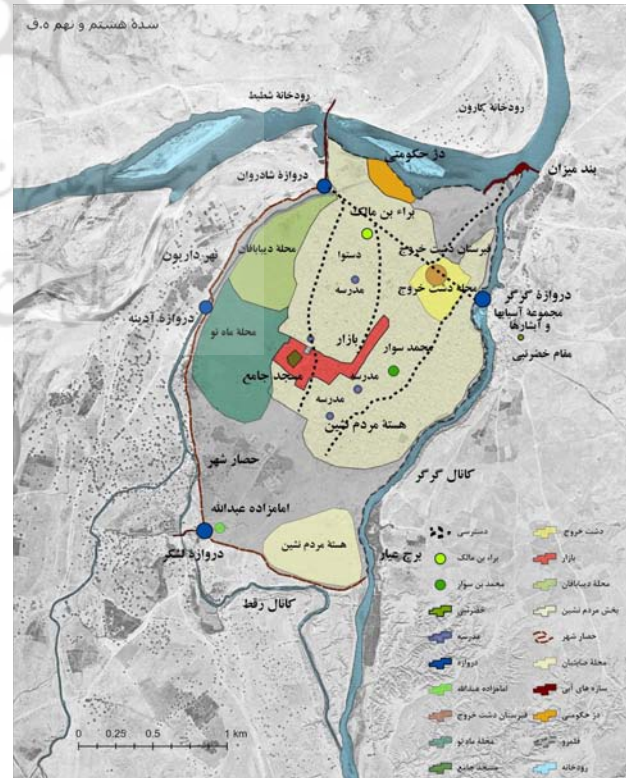 سدهٔ هشتم و نهم ه.ق
رودخانهٔ شطیط
رودخانهٔ کارون
دژ حکومتی
بند میزان
دروازهٔ شادروان
براء بن مالک
محلهٔ دیبابافان
دستوا
قبرستان دشت خروج
نهر داریون
مدرسه
محلهٔ دشت خروج
دروازهٔ گرگر
دروازهٔ آدینه
مجموعهٔ آسیابها
و آبشارها
محلهٔ ماه نو
بازار
محمد سوار
مقام خضرنبی
مسجد جامع
مدرسه
مدرسه
هستهٔ مردم نشین
حصار شهر
کانال گرگر
امامزاده عبدالله
دروازهٔ لشگر
هستهٔ مردم نشین
برج عیار
کانال رقط
دسترسی
دشت خروج
براء بن مالک
بازار
محمد بن سوار
محلهٔ دیبابافان
خضرنبی
بخش مردم نشین
مدرسه
حصار شهر
دروازه
محلهٔ
امامزاده عبدالله
سازه های آبی
قبرستان دشت خروج
دژ حکومتی
محلهٔ ماه نو
قلمرو
مسجد جامع
رودخانه
0 0.25 0.5 1 km